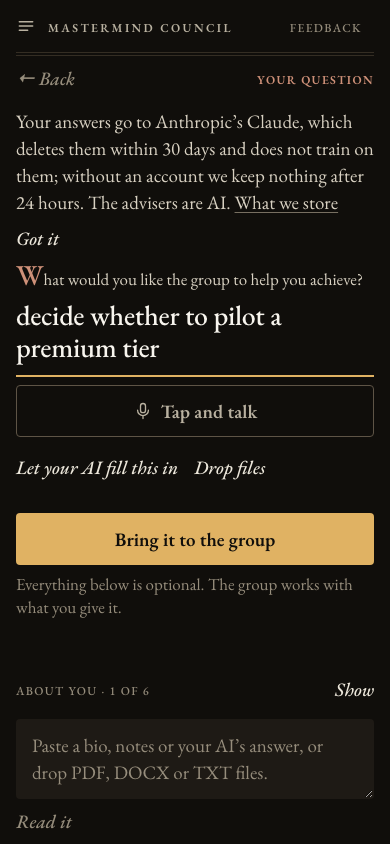 MASTERMIND COUNCIL FEEDBACK
← Back YOUR QUESTION
Your answers go to Anthropic’s Claude, which
deletes them within 30 days and does not train on
them; without an account we keep nothing after
24 hours. The advisers are AI. What we store
Got it
What would you like the group to help you achieve?
decide whether to pilot a
premium tier
Tap and talk
Let your AI fill this in Drop files
Bring it to the group
Everything below is optional. The group works with
what you give it.
ABOUT YOU · 1 OF 6 Show
Paste a bio, notes or your AI’s answer, or
drop PDF, DOCX or TXT files.
Read it